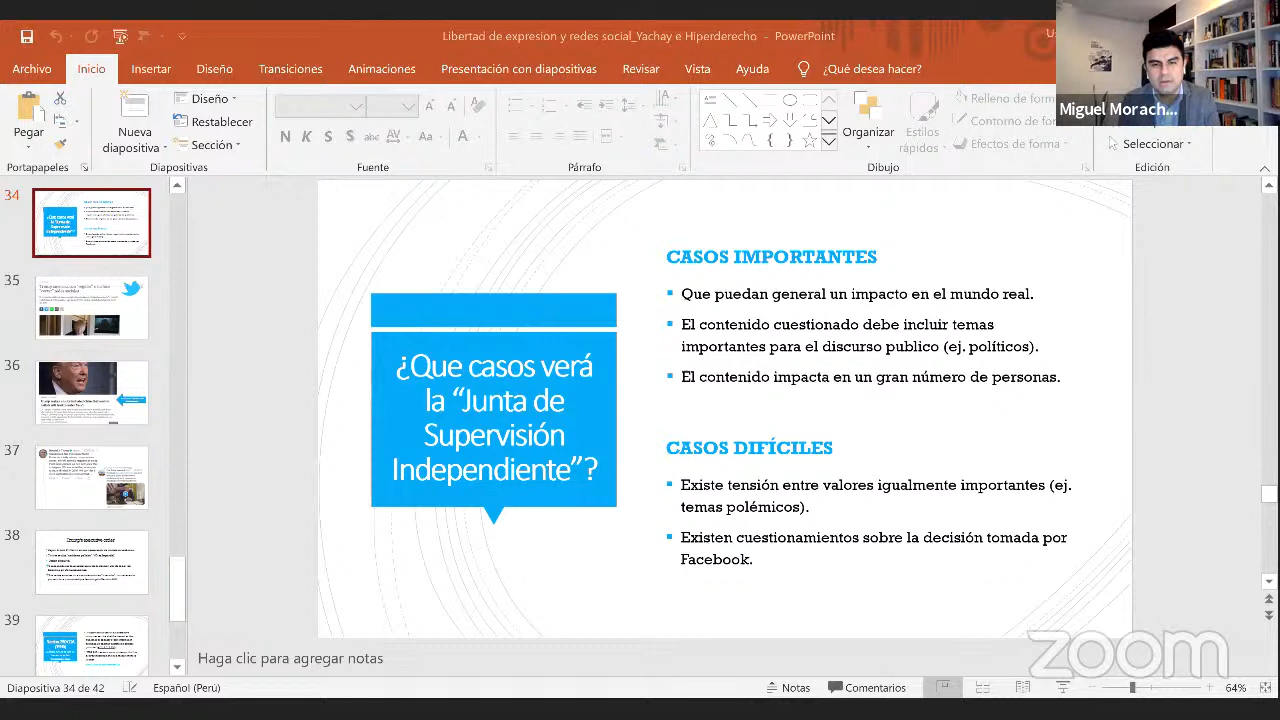 Libertad de expresion y redes social_Yachay e Hiperderecho - PowerPoint
Archivo Inicio Insertar Diseño Transiciones Animaciones Presentación con diapositivas Revisar Vista Ayuda ¿Qué desea hacer?
Miguel Morach...
Pegar
Portapapeles
Nueva diapositiva
Diseño
Restablecer
Sección
Diapositivas
N K S S abc AV Aa A
Fuente
Párrafo
Organizar
Estilos rápidos
Relleno de forma
Contorno de forma
Efectos de forma
Dibujo
Seleccionar
Edición
34
35
36
37
38
39
¿Que casos verá
la “Junta de
Supervisión
Independiente”?
CASOS IMPORTANTES
Que puedan general un impacto en el mundo real.
El contenido cuestionado debe incluir temas
importantes para el discurso publico (ej. políticos).
El contenido impacta en un gran número de personas.
CASOS DIFÍCILES
Existe tensión entre valores igualmente importantes (ej.
temas polémicos).
Existen cuestionamientos sobre la decisión tomada por
Facebook.
Haga clic para agregar notas
zoom
Diapositiva 34 de 42 Español (Perú) Notas Comentarios 64%